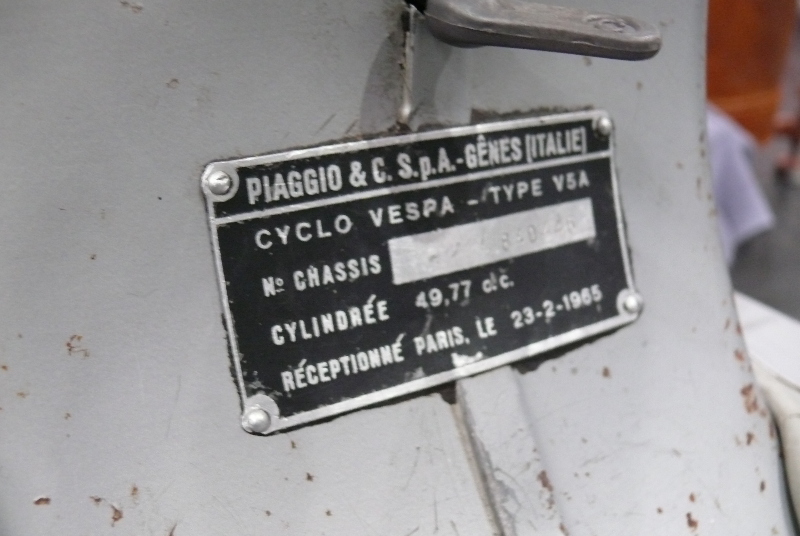 PIAGGIO & C. S.p.A.-GÊNES [ITALIE]
CYCLO VESPA - TYPE V5A
Nº CHASSIS
CYLINDRÉE 49,77 c.c.
RÉCEPTIONNÉ PARIS, LE 23-2-1965